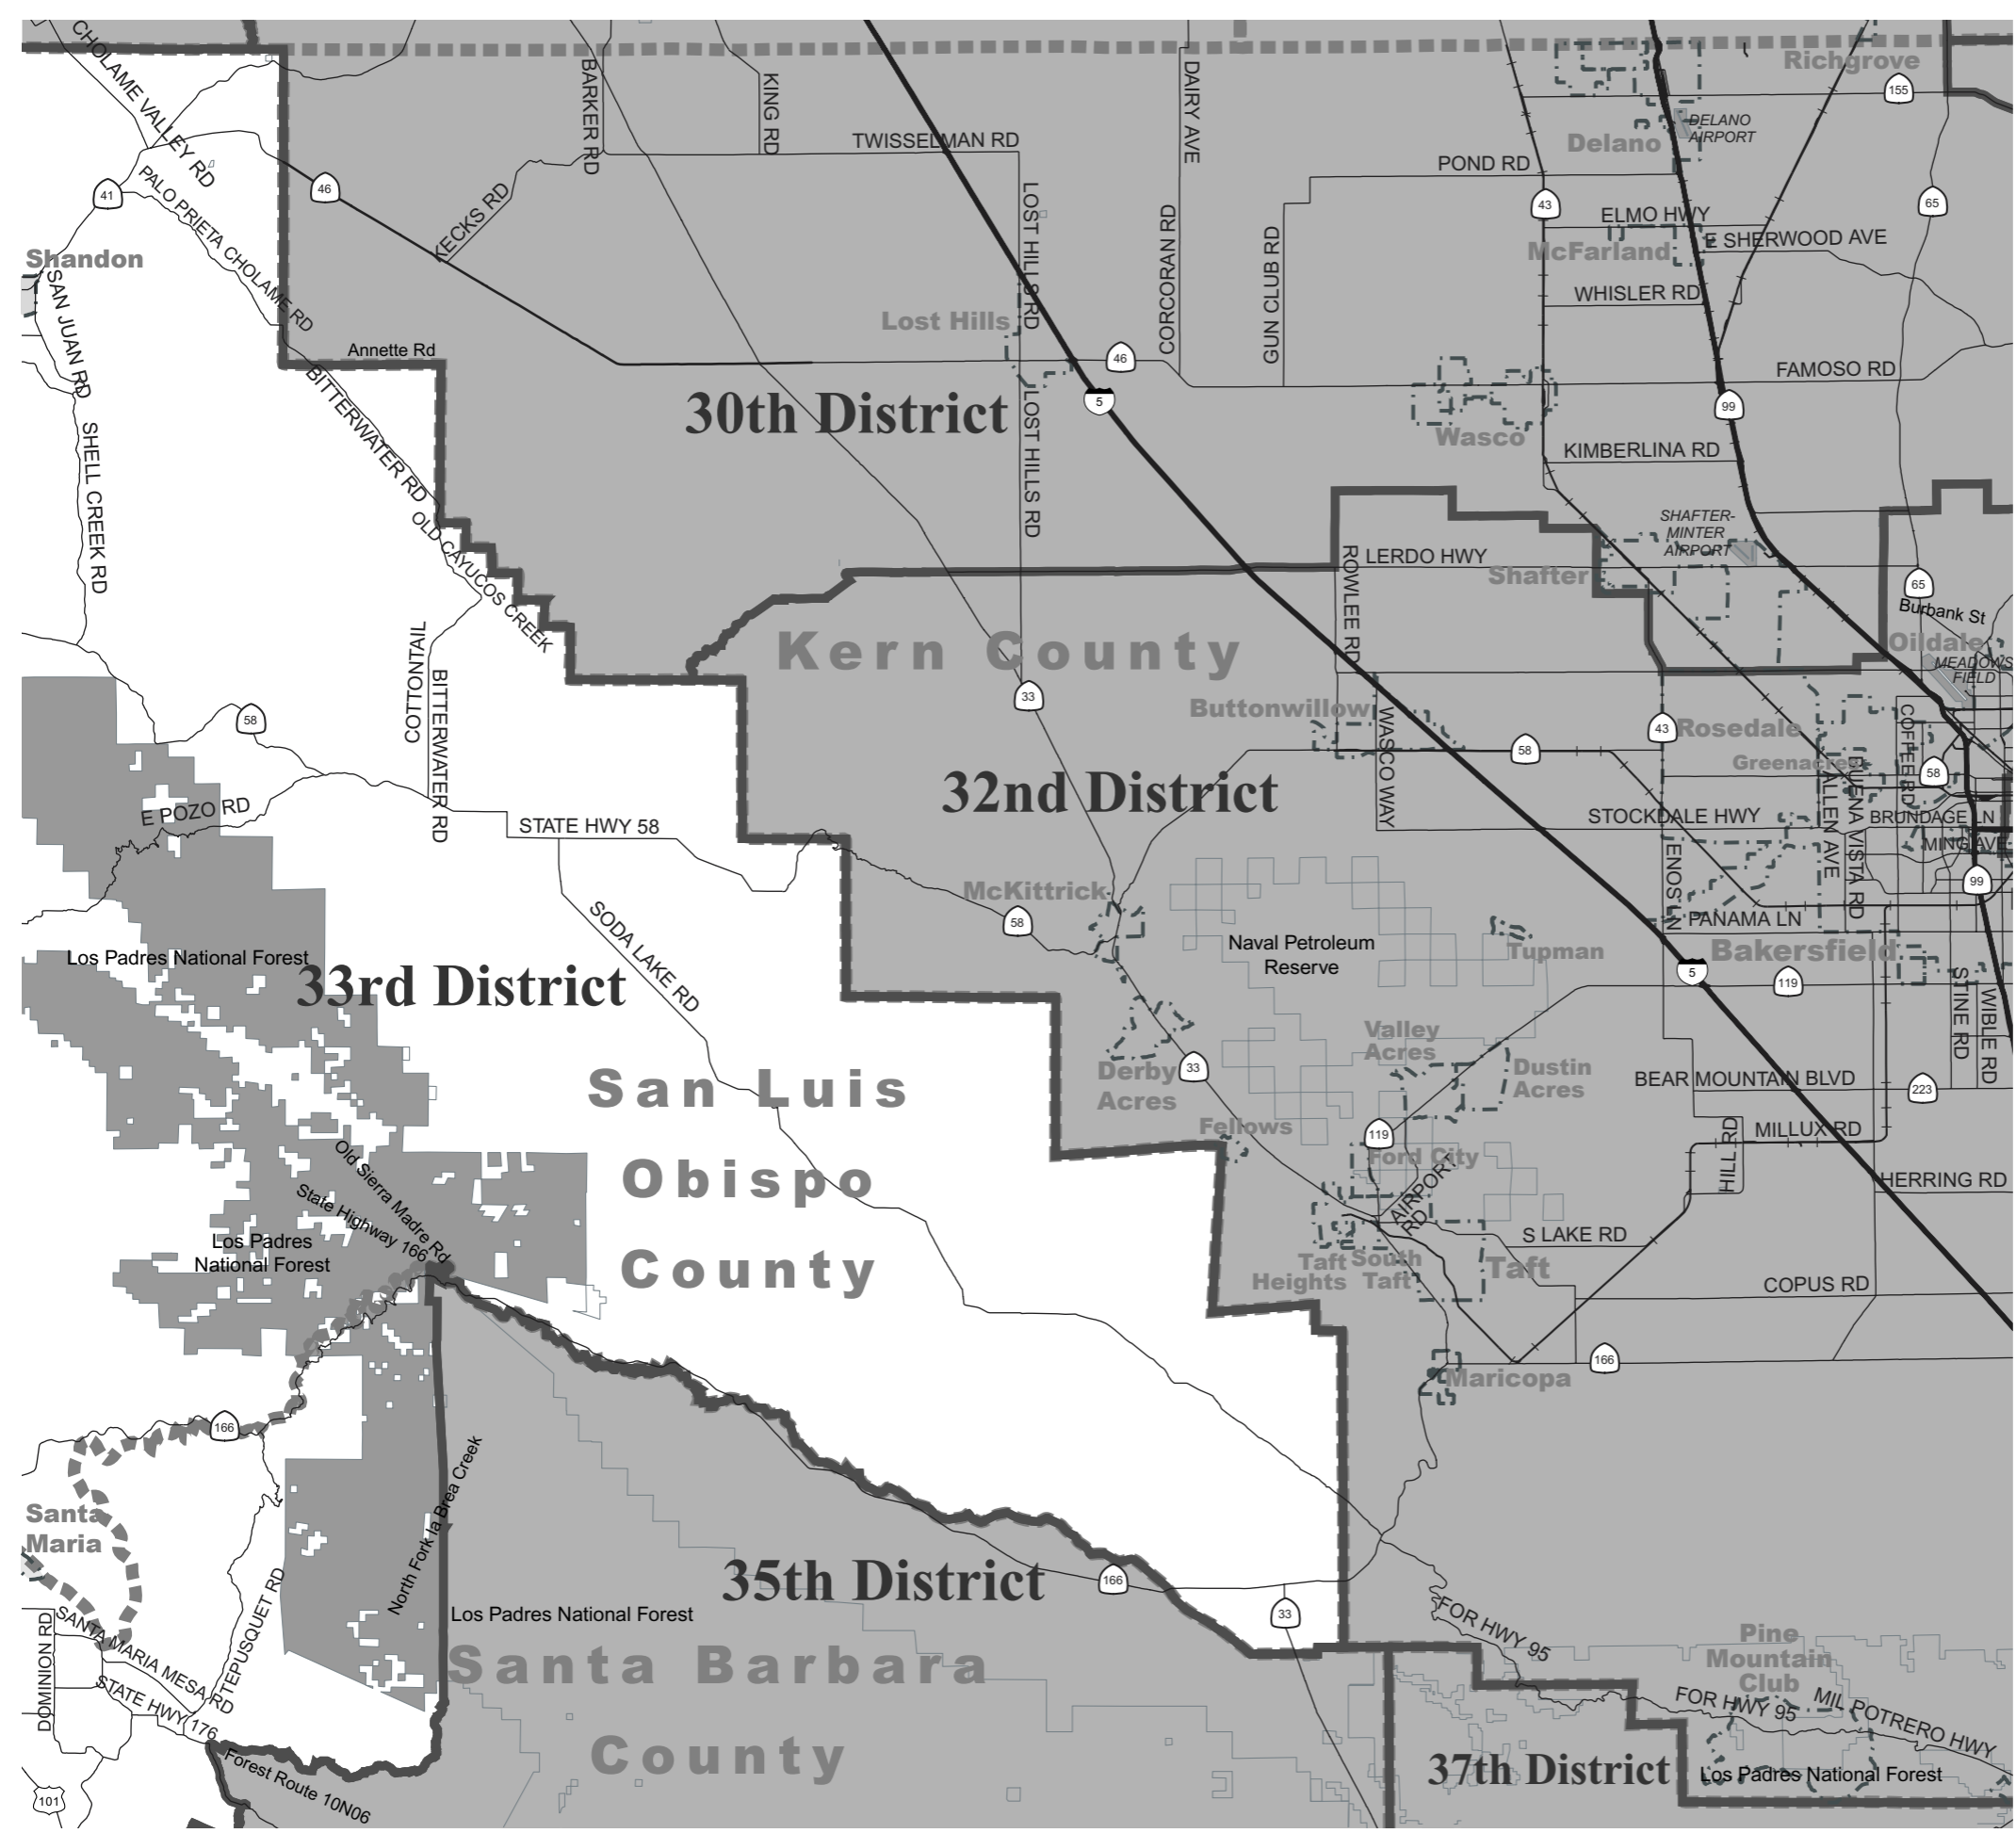 CHOLAME VALLEY RD
BARKER RD
KING RD
DAIRY AVE
Richgrove
155
TWISSELMAN RD
DELANO
AIRPORT
Delano
POND RD
46
41
PALO PRIETA CHOLAME RD
KECKS RD
LOST HILLS RD
CORCORAN RD
GUN CLUB RD
43
65
ELMO HWY
E SHERWOOD AVE
McFarland
Shandon
SAN JUAN RD
WHISLER RD
Lost Hills
Annette Rd
46
FAMOSO RD
BITTERWATER RD
30th District
LOST HILLS RD
5
99
Wasco
SHELL CREEK RD
KIMBERLINA RD
OLD CAYUCOS CREEK
SHAFTER-
MINTER
AIRPORT
ROWLEE RD
LERDO HWY
Shafter
65
Burbank St
Kern County
Oildale
MEADOWS
FIELD
COTTONTAIL
BITTERWATER RD
33
Buttonwillow
WASCO WAY
58
43
Rosedale
COFFEE RD
58
Greenacres
58
32nd District
ALLEN AVE
BUENA VISTA RD
E POZO RD
STATE HWY 58
STOCKDALE HWY
BRUNDAGE LN
MING AVE
ENOS LN
McKittrick
99
SODA LAKE RD
58
PANAMA LN
Naval Petroleum
Reserve
Tupman
Bakersfield
Los Padres National Forest
33rd District
5
119
STINE RD
WIBLE RD
Valley
Acres
Derby
Acres
33
Dustin
Acres
San Luis
Obispo
County
BEAR MOUNTAIN BLVD
223
Fellows
119
MILLUX RD
HILL RD
Old Sierra Madre Rd
State Highway 166
Ford City
AIRPORT
RD
HERRING RD
Los Padres
National Forest
S LAKE RD
Taft
Heights
South
Taft
Taft
COPUS RD
166
Maricopa
166
North Fork la Brea Creek
Santa
Maria
35th District
166
33
TEPUSQUET RD
DOMINION RD
SANTA MARIA MESA RD
Los Padres National Forest
FOR HWY 95
Pine
Mountain
Club
Santa Barbara
County
STATE HWY 176
FOR HWY 95
MIL POTRERO HWY
Forest Route 10N06
37th District
Los Padres National Forest
101